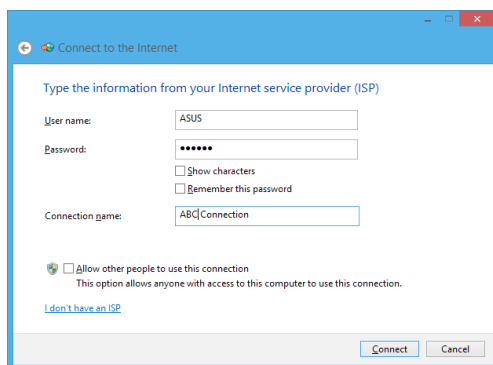 Connect to the Internet
Type the information from your Internet service provider (ISP)
User name: ASUS
Password: ••••••
Show characters
Remember this password
Connection name: ABC Connection
Allow other people to use this connection
This option allows anyone with access to this computer to use this connection.
I don't have an ISP
Connect Cancel